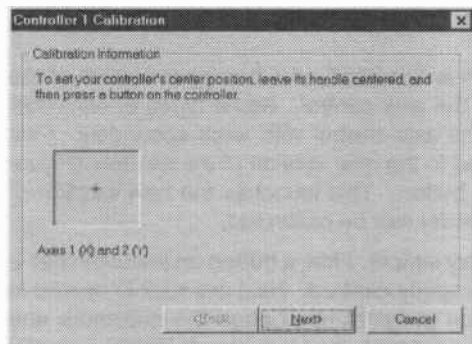 Controller 1 Calibration
Calibration Information
To set your controller's center position, leave its handle centered, and
then press a button on the controller.
Axes 1 (X) and 2 (Y)
< Back
Next>
Cancel